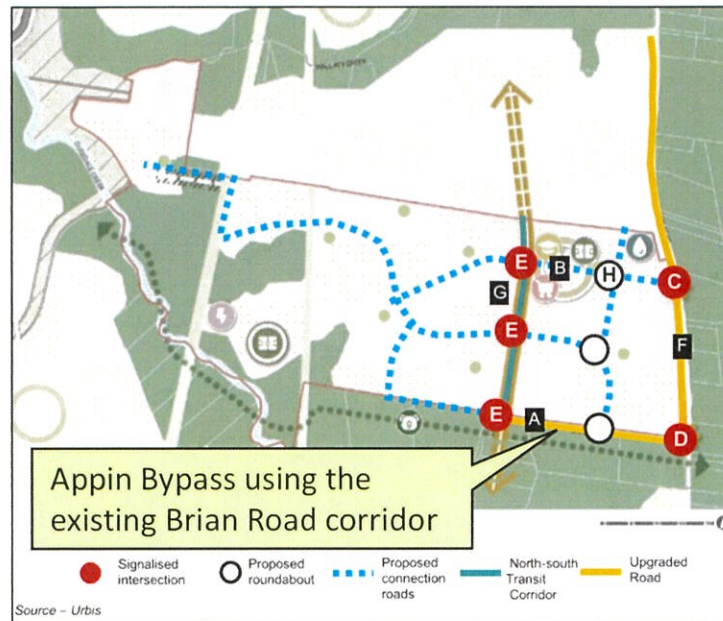 E
B
H
C
G
E
F
E
A
D
Appin Bypass using the
existing Brian Road corridor
Signalised
intersection
Proposed
roundabout
Proposed
connection
roads
North-south
Transit
Corridor
Upgraded
Road
Source – Urbis